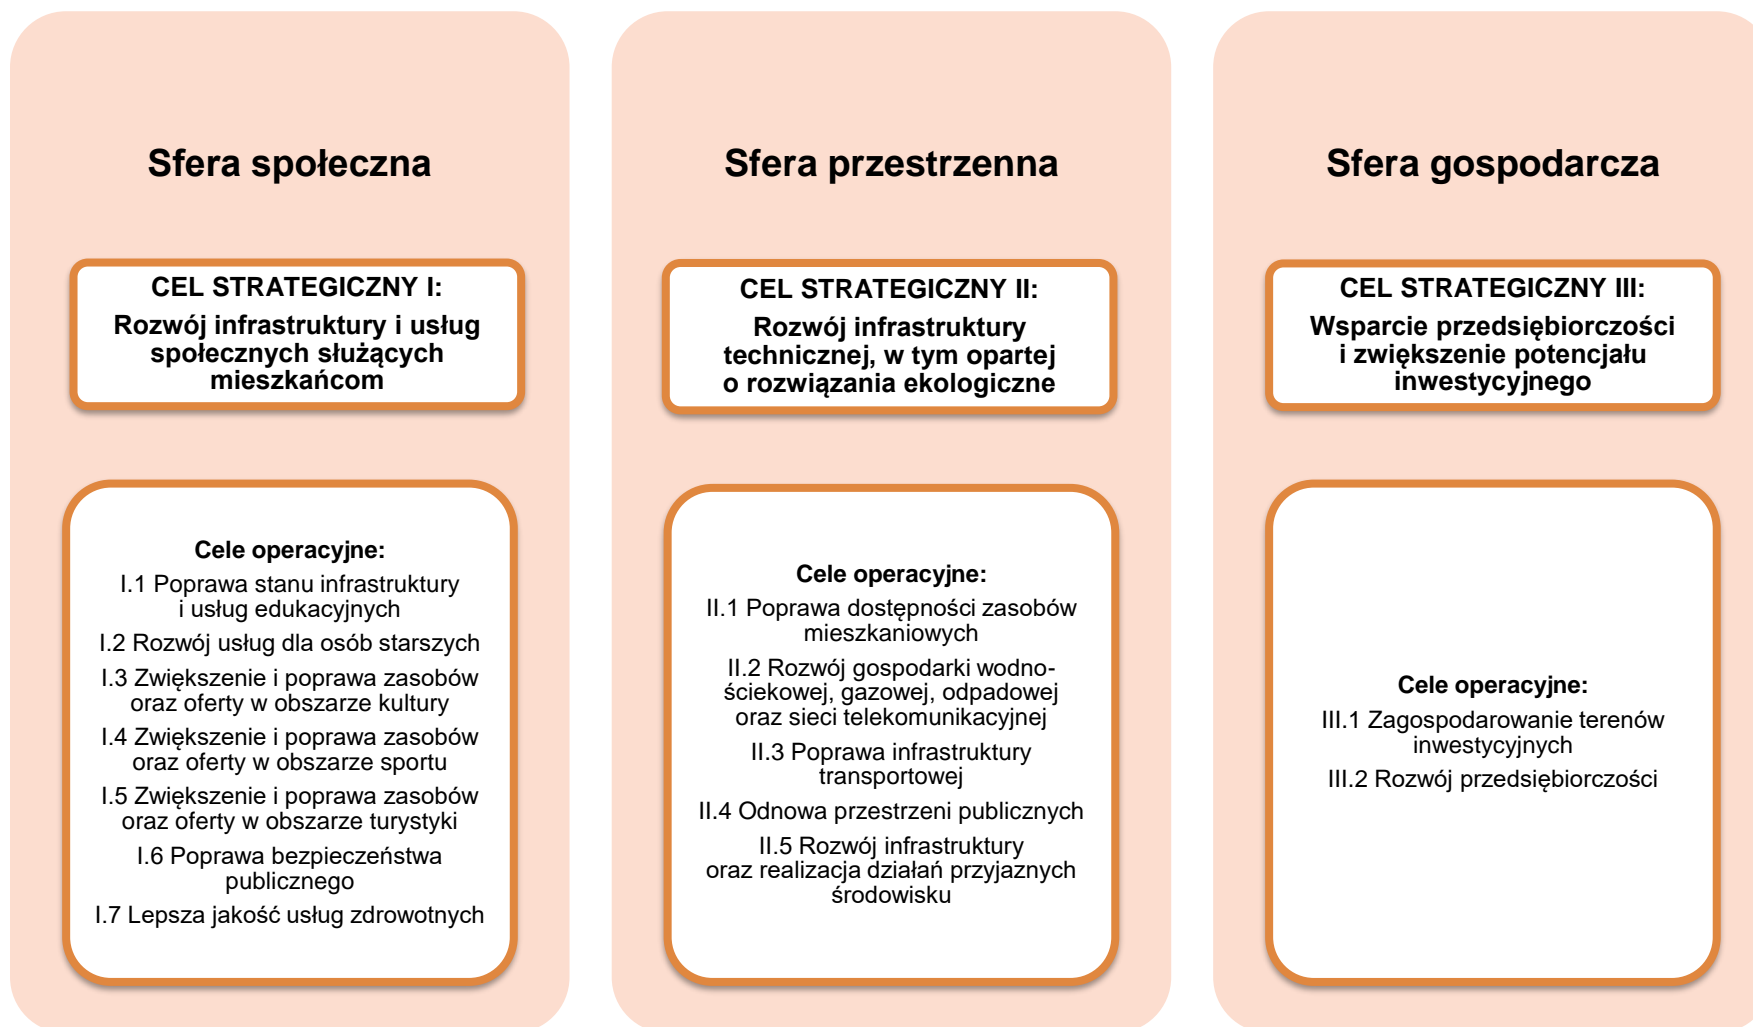 Sfera społeczna
CEL STRATEGICZNY I:
Rozwój infrastruktury i usług
społecznych służących
mieszkańcom
Cele operacyjne:
I.1 Poprawa stanu infrastruktury
i usług edukacyjnych
I.2 Rozwój usług dla osób starszych
I.3 Zwiększenie i poprawa zasobów
oraz oferty w obszarze kultury
I.4 Zwiększenie i poprawa zasobów
oraz oferty w obszarze sportu
I.5 Zwiększenie i poprawa zasobów
oraz oferty w obszarze turystyki
I.6 Poprawa bezpieczeństwa
publicznego
I.7 Lepsza jakość usług zdrowotnych
Sfera przestrzenna
CEL STRATEGICZNY II:
Rozwój infrastruktury
technicznej, w tym opartej
o rozwiązania ekologiczne
Cele operacyjne:
II.1 Poprawa dostępności zasobów
mieszkaniowych
II.2 Rozwój gospodarki wodno-
ściekowej, gazowej, odpadowej
oraz sieci telekomunikacyjnej
II.3 Poprawa infrastruktury
transportowej
II.4 Odnowa przestrzeni publicznych
II.5 Rozwój infrastruktury
oraz realizacja działań przyjaznych
środowisku
Sfera gospodarcza
CEL STRATEGICZNY III:
Wsparcie przedsiębiorczości
i zwiększenie potencjału
inwestycyjnego
Cele operacyjne:
III.1 Zagospodarowanie terenów
inwestycyjnych
III.2 Rozwój przedsiębiorczości